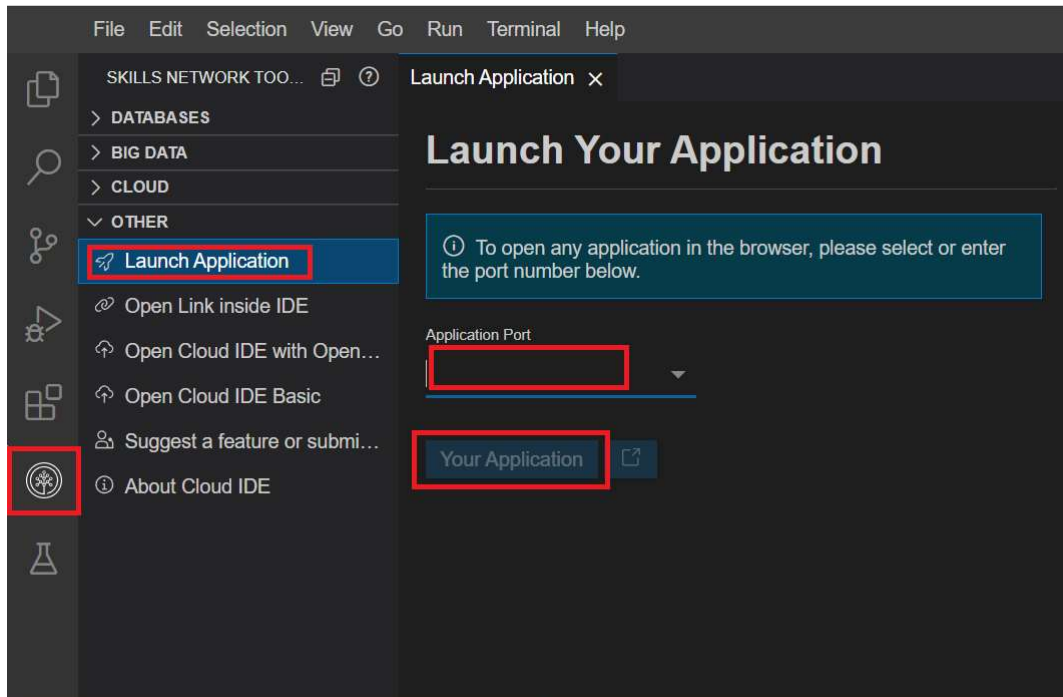 File Edit Selection View Go Run Terminal Help
SKILLS NETWORK TOO...
Launch Application
DATABASES
BIG DATA
CLOUD
OTHER
Launch Application
Open Link inside IDE
Open Cloud IDE with Open...
Open Cloud IDE Basic
Suggest a feature or submi...
About Cloud IDE
Launch Your Application
To open any application in the browser, please select or enter
the port number below.
Application Port
Your Application